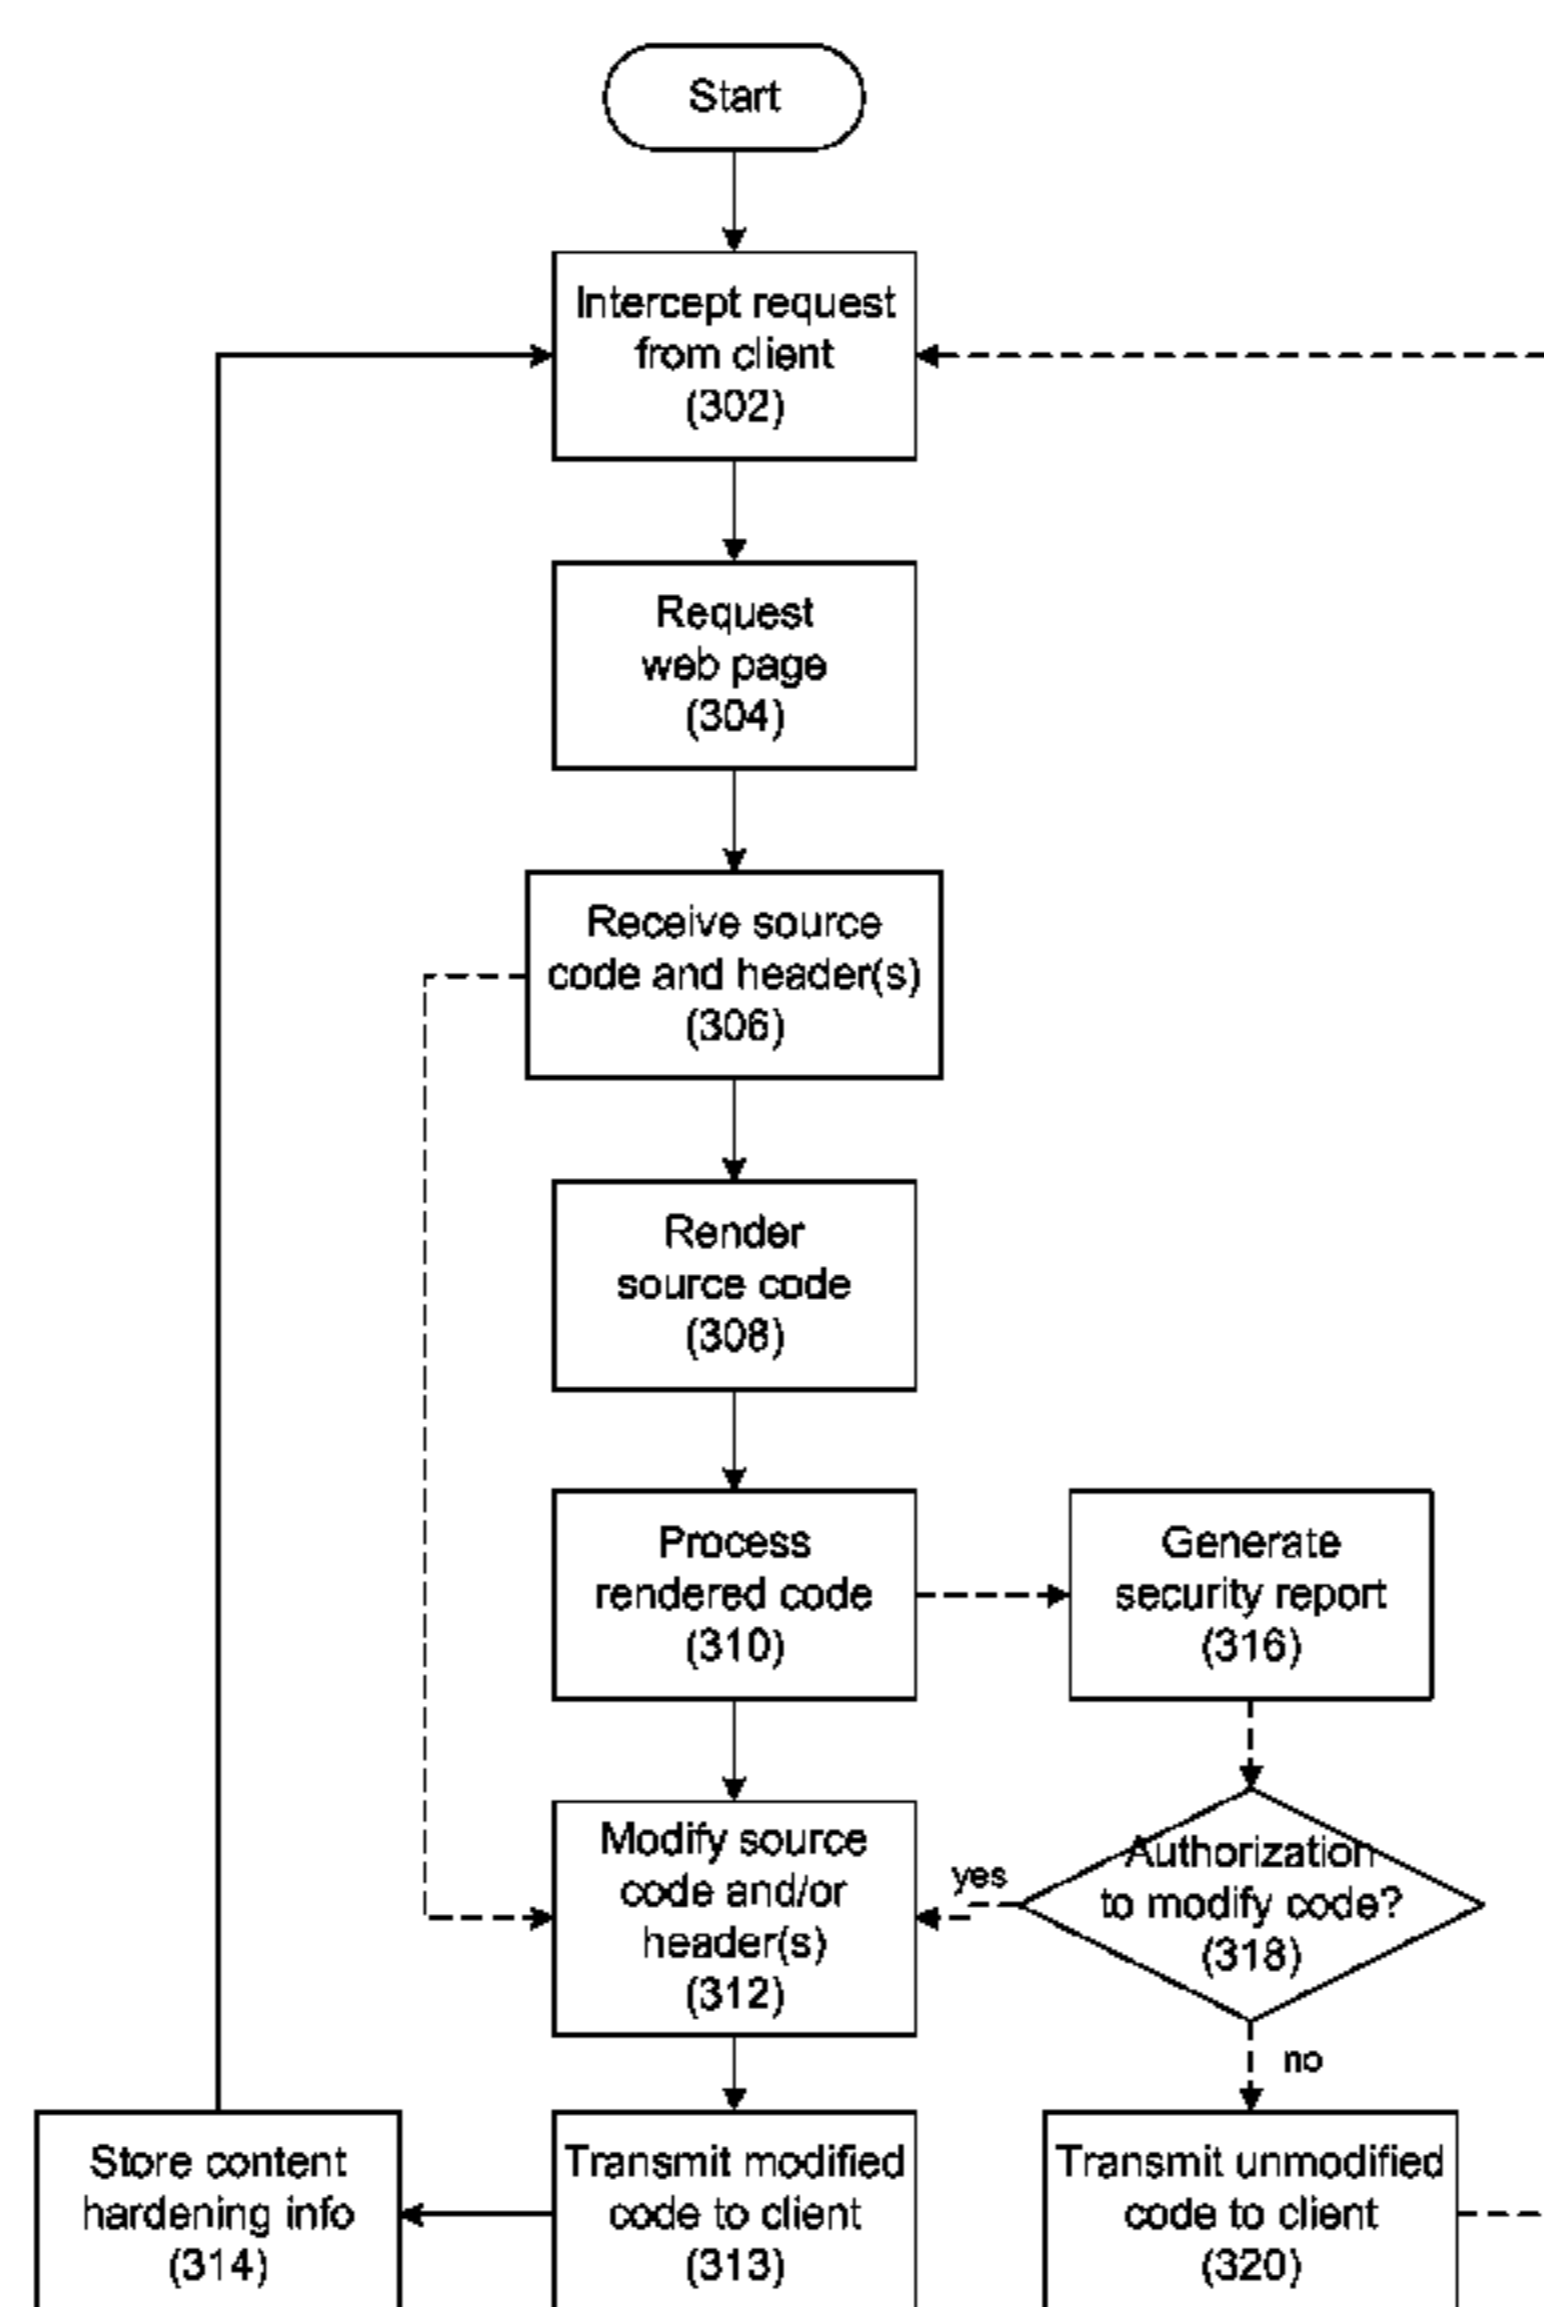 Start
Intercept request
from client
(302)
Request
web page
(304)
Receive source
code and header(s)
(306)
Render
source code
(308)
Process
rendered code
(310)
Generate
security report
(316)
Modify source
code and/or
header(s)
(312)
yes
Authorization
to modify code?
(318)
no
Store content
hardening info
(314)
Transmit modified
code to client
(313)
Transmit unmodified
code to client
(320)